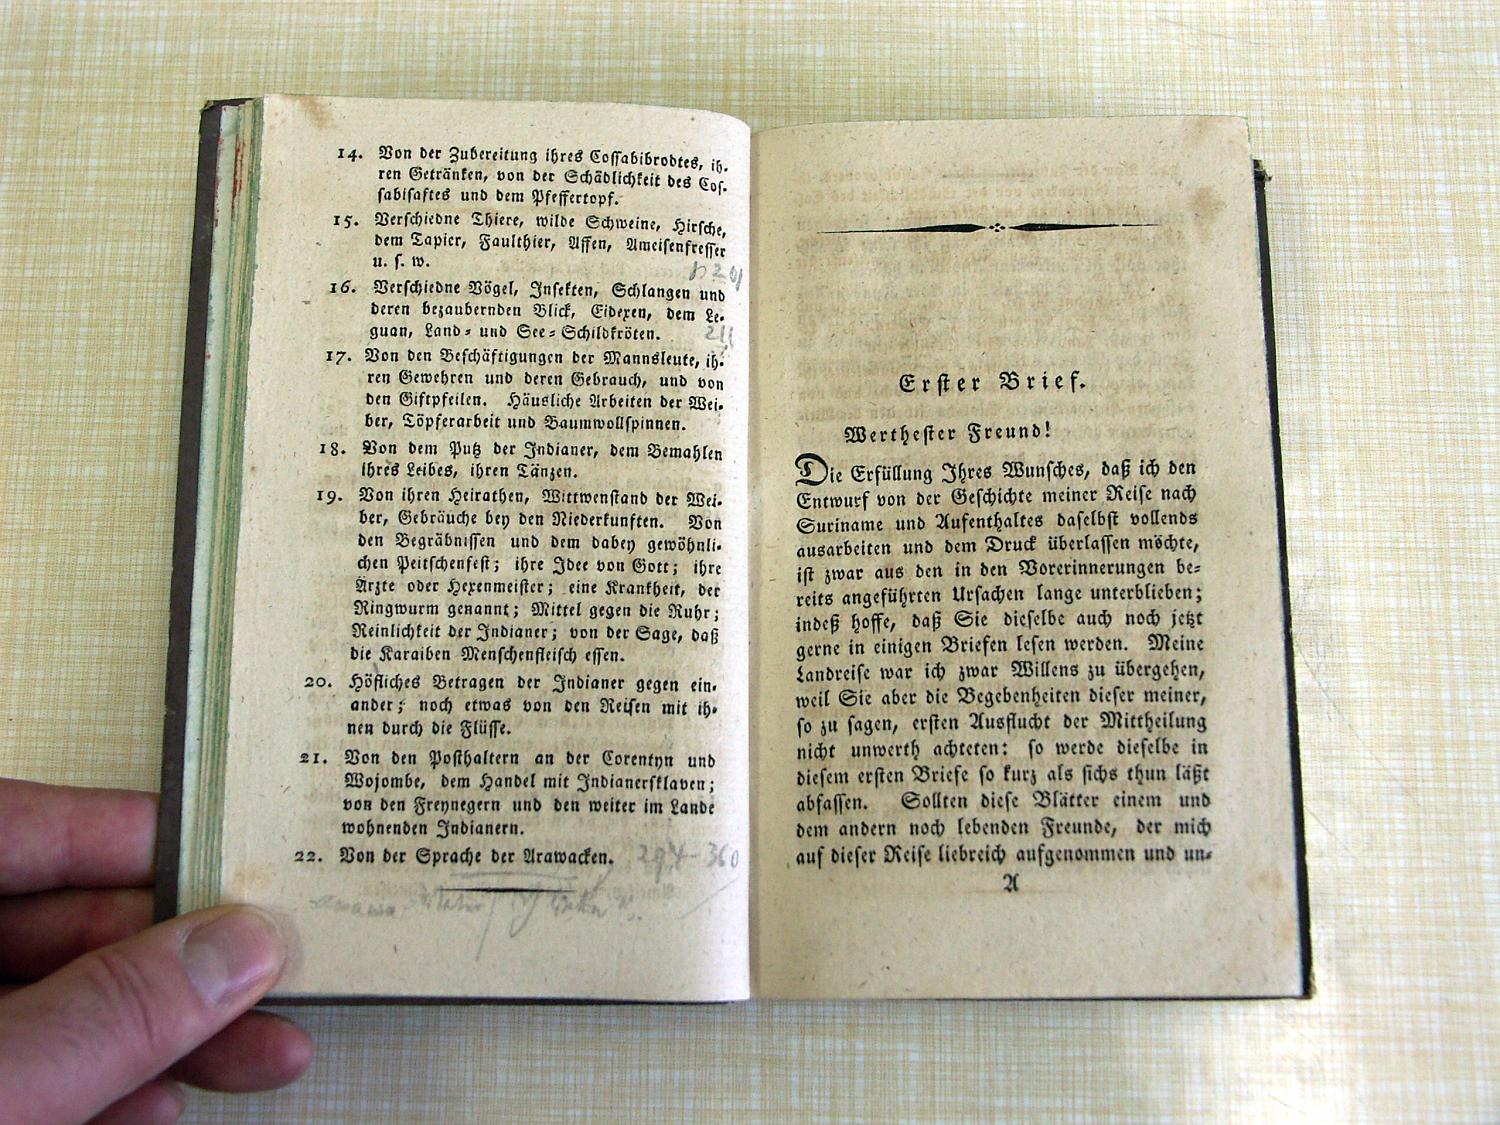 14. Von der Zubereitung ihres Cossabibrodtes, ih-
ren Getränken, von der Schädlichkeit des Cos-
sabisaftes und dem Pfeffertopf.
15. Verschiedne Thiere, wilde Schweine, Hirsche,
dem Tapier, Faulthier, Affen, Ameisenfresser
u. s. w.
16. Verschiedne Vögel, Insekten, Schlangen und
deren bezaubernden Blick, Eidexen, dem Le-
guan, Land- und See-Schildkröten.
211
17. Von den Beschäftigungen der Mannsleute, ih-
ren Gewehren und deren Gebrauch, und von
den Giftpfeilen. Häusliche Arbeiten der Wei-
ber, Töpferarbeit und Baumwollspinnen.
18. Von dem Putz der Indianer, dem Bemahlen
ihres Leibes, ihren Tänzen.
19. Von ihren Heirathen, Wittwenstand der Wei-
ber, Gebräuche bey den Niederkunften. Von
den Begräbnissen und dem dabey gewöhnli-
chen Peitschenfest; ihre Idee von Gott; ihre
Ärzte oder Hexenmeister; eine Krankheit, der
Ringwurm genannt; Mittel gegen die Ruhr;
Reinlichkeit der Indianer; von der Sage, daß
die Karaiben Menschenfleisch essen.
20. Höfliches Betragen der Indianer gegen ein-
ander; noch etwas von den Reisen mit ih-
nen durch die Flüsse.
21. Von den Posthaltern an der Corentyn und
Wojombe, dem Handel mit Indianersklaven;
von den Freynegern und den weiter im Lande
wohnenden Indianern.
22. Von der Sprache der Arawacken. 294-360
Erster Brief.
Werthester Freund!
Die Erfüllung Ihres Wunsches, daß ich den
Entwurf von der Geschichte meiner Reise nach
Suriname und Aufenthaltes daselbst vollends
ausarbeiten und dem Druck überlassen möchte,
ist zwar aus den in den Vorerinnerungen be-
reits angeführten Ursachen lange unterblieben;
indeß hoffe, daß Sie dieselbe auch noch jetzt
gerne in einigen Briefen lesen werden. Meine
Landreise war ich zwar Willens zu übergehen,
weil Sie aber die Begebenheiten dieser meiner,
so zu sagen, ersten Ausflucht der Mittheilung
nicht unwerth achteten: so werde dieselbe in
diesem ersten Briefe so kurz als sichs thun läßt
abfassen. Sollten diese Blätter einem und
dem andern noch lebenden Freunde, der mich
auf dieser Reise liebreich aufgenommen und un-
A